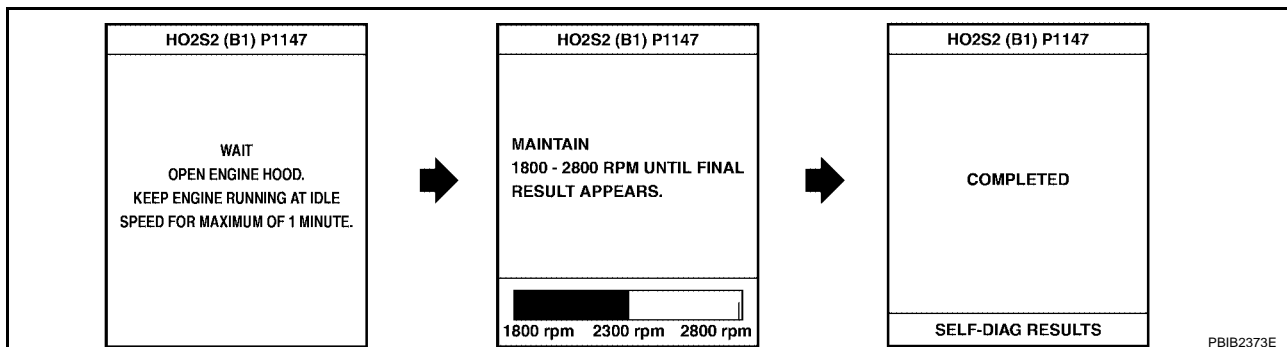 HO2S2 (B1) P1147
WAIT
OPEN ENGINE HOOD.
KEEP ENGINE RUNNING AT IDLE
SPEED FOR MAXIMUM OF 1 MINUTE.
HO2S2 (B1) P1147
MAINTAIN
1800 - 2800 RPM UNTIL FINAL
RESULT APPEARS.
1800 rpm 2300 rpm 2800 rpm
HO2S2 (B1) P1147
COMPLETED
SELF-DIAG RESULTS
PBIB2373E